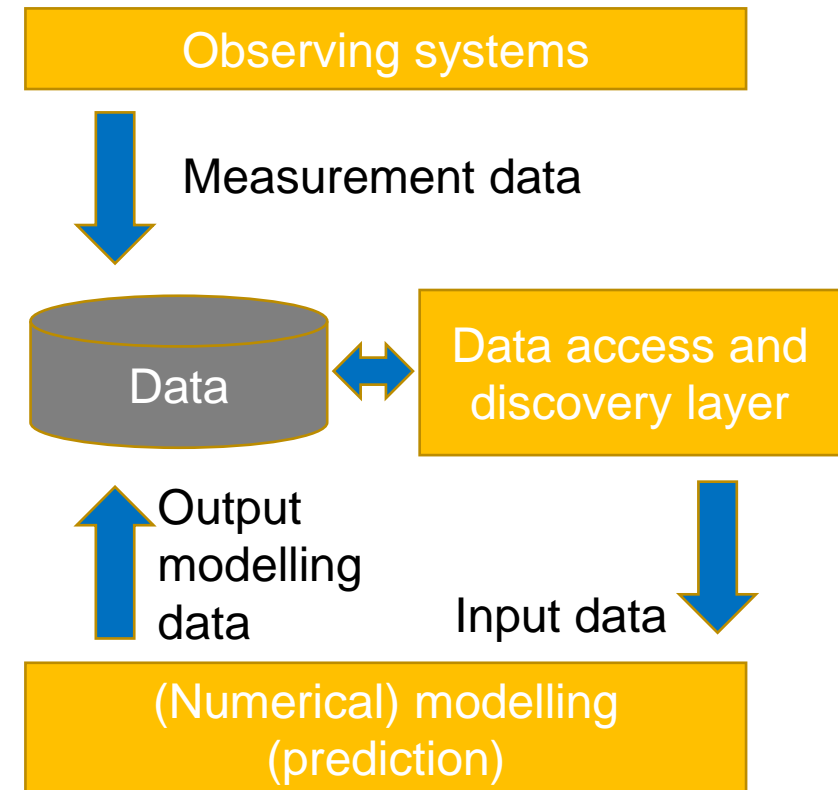 Observing systems
Measurement data
Data
Data access and
discovery layer
Output
modelling
data
Input data
(Numerical) modelling
(prediction)